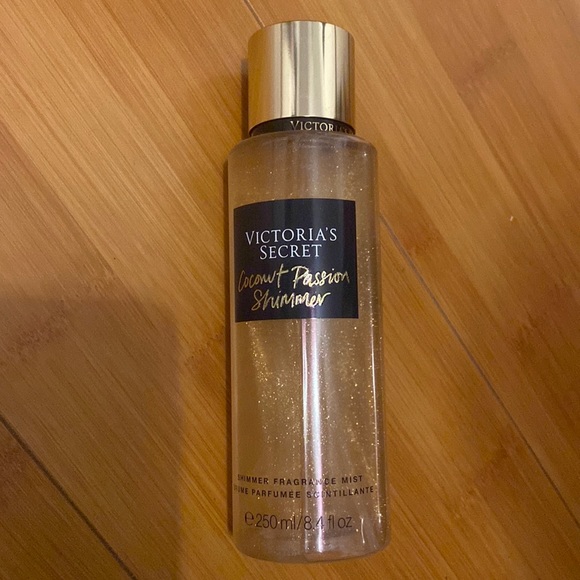 VICTORIA'S
SECRET
Coconut Passion
Shimmer
SHIMMER FRAGRANCE MIST
BRUME PARFUMÉE SCINTILLANTE
℮ 250 ml/8.4 fl oz